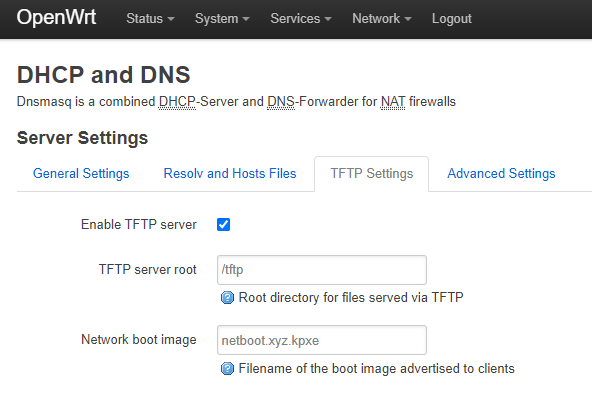 OpenWrt Status System Services Network Logout
DHCP and DNS
Dnsmasq is a combined DHCP-Server and DNS-Forwarder for NAT firewalls
Server Settings
General Settings Resolv and Hosts Files TFTP Settings Advanced Settings
Enable TFTP server
TFTP server root /tftp
? Root directory for files served via TFTP
Network boot image netboot.xyz.kpxe
? Filename of the boot image advertised to clients